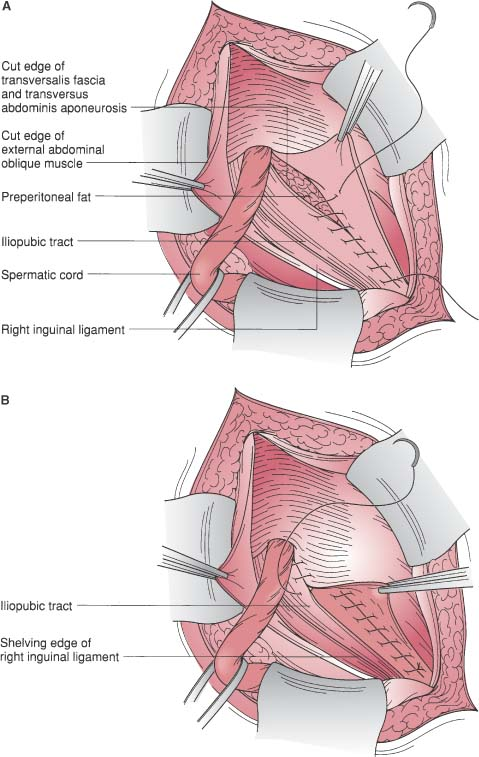 A
Cut edge of
transversalis fascia
and transversus
abdominis aponeurosis
Cut edge of
external abdominal
oblique muscle
Preperitoneal fat
Iliopubic tract
Spermatic cord
Right inguinal ligament
B
Iliopubic tract
Shelving edge of
right inguinal ligament